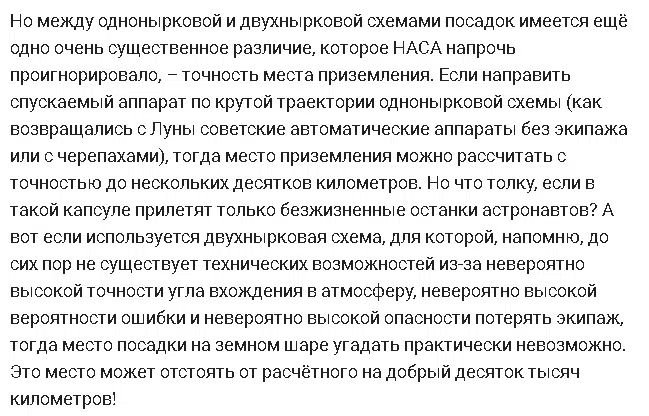 Но между однонырковой и двухнырковой схемами посадок имеется ещё
одно очень существенное различие, которое НАСА напрочь
проигнорировало, – точность места приземления. Если направить
спускаемый аппарат по крутой траектории однонырковой схемы (как
возвращались с Луны советские автоматические аппараты без экипажа
или с черепахами), тогда место приземления можно рассчитать с
точностью до нескольких десятков километров. Но что толку, если в
такой капсуле прилетят только безжизненные останки астронавтов? А
вот если используется двухнырковая схема, для которой, напомню, до
сих пор не существует технических возможностей из-за невероятно
высокой точности угла вхождения в атмосферу, невероятно высокой
вероятности ошибки и невероятно высокой опасности потерять экипаж,
тогда место посадки на земном шаре угадать практически невозможно.
Это место может отстоять от расчётного на добрый десяток тысяч
километров!